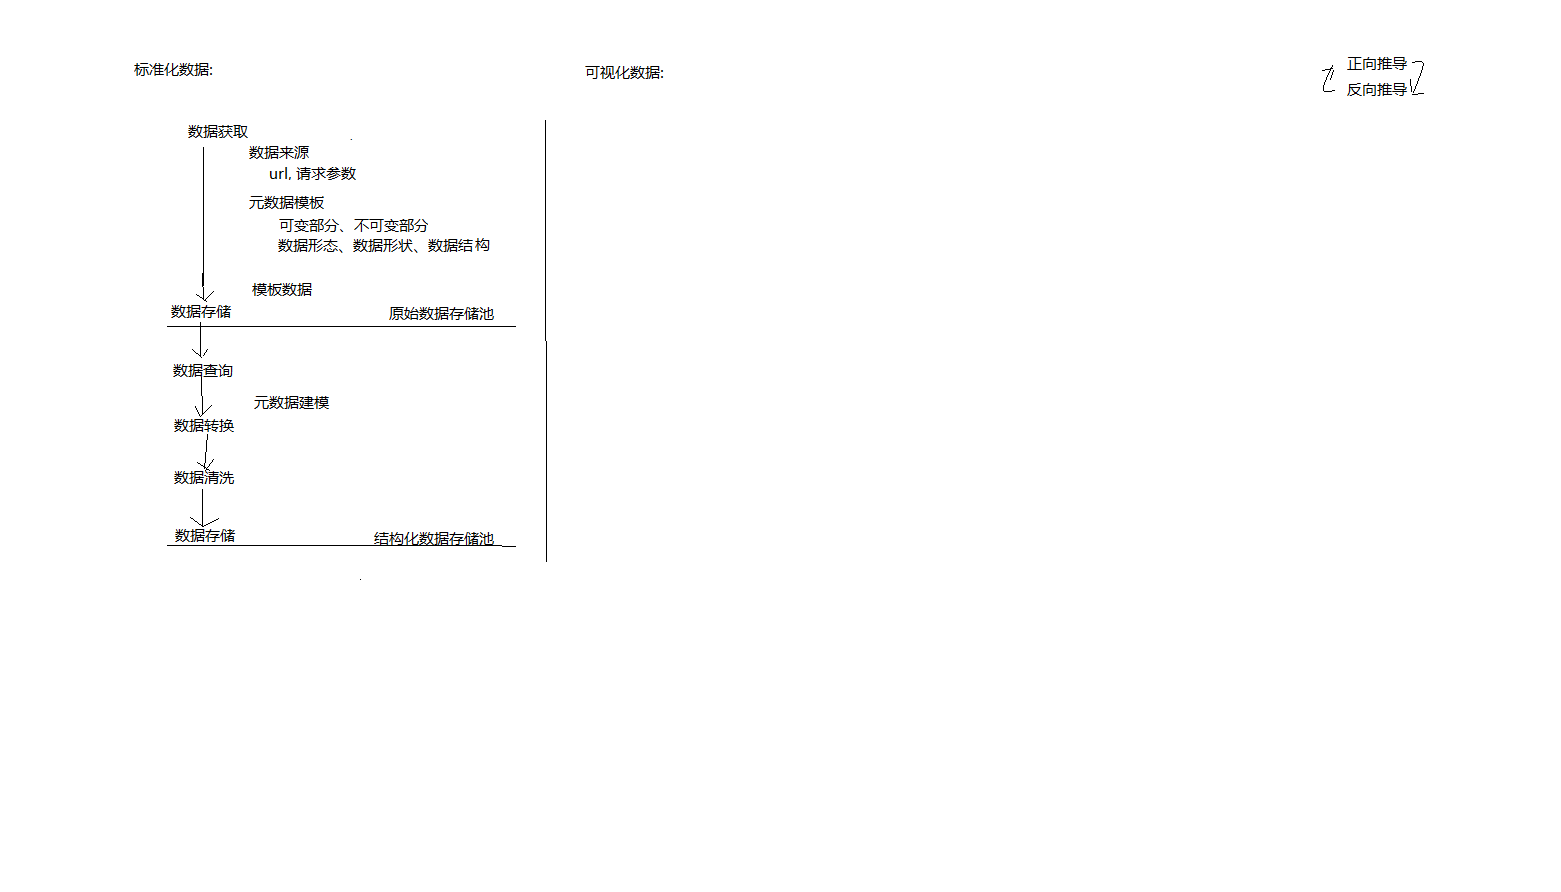 标准化数据:
可视化数据:
正向推导
反向推导
数据获取
数据来源
url, 请求参数
元数据模板
可变部分、不可变部分
数据形态、数据形状、数据结构
模板数据
数据存储
原始数据存储池
数据查询
元数据建模
数据转换
数据清洗
数据存储
结构化数据存储池